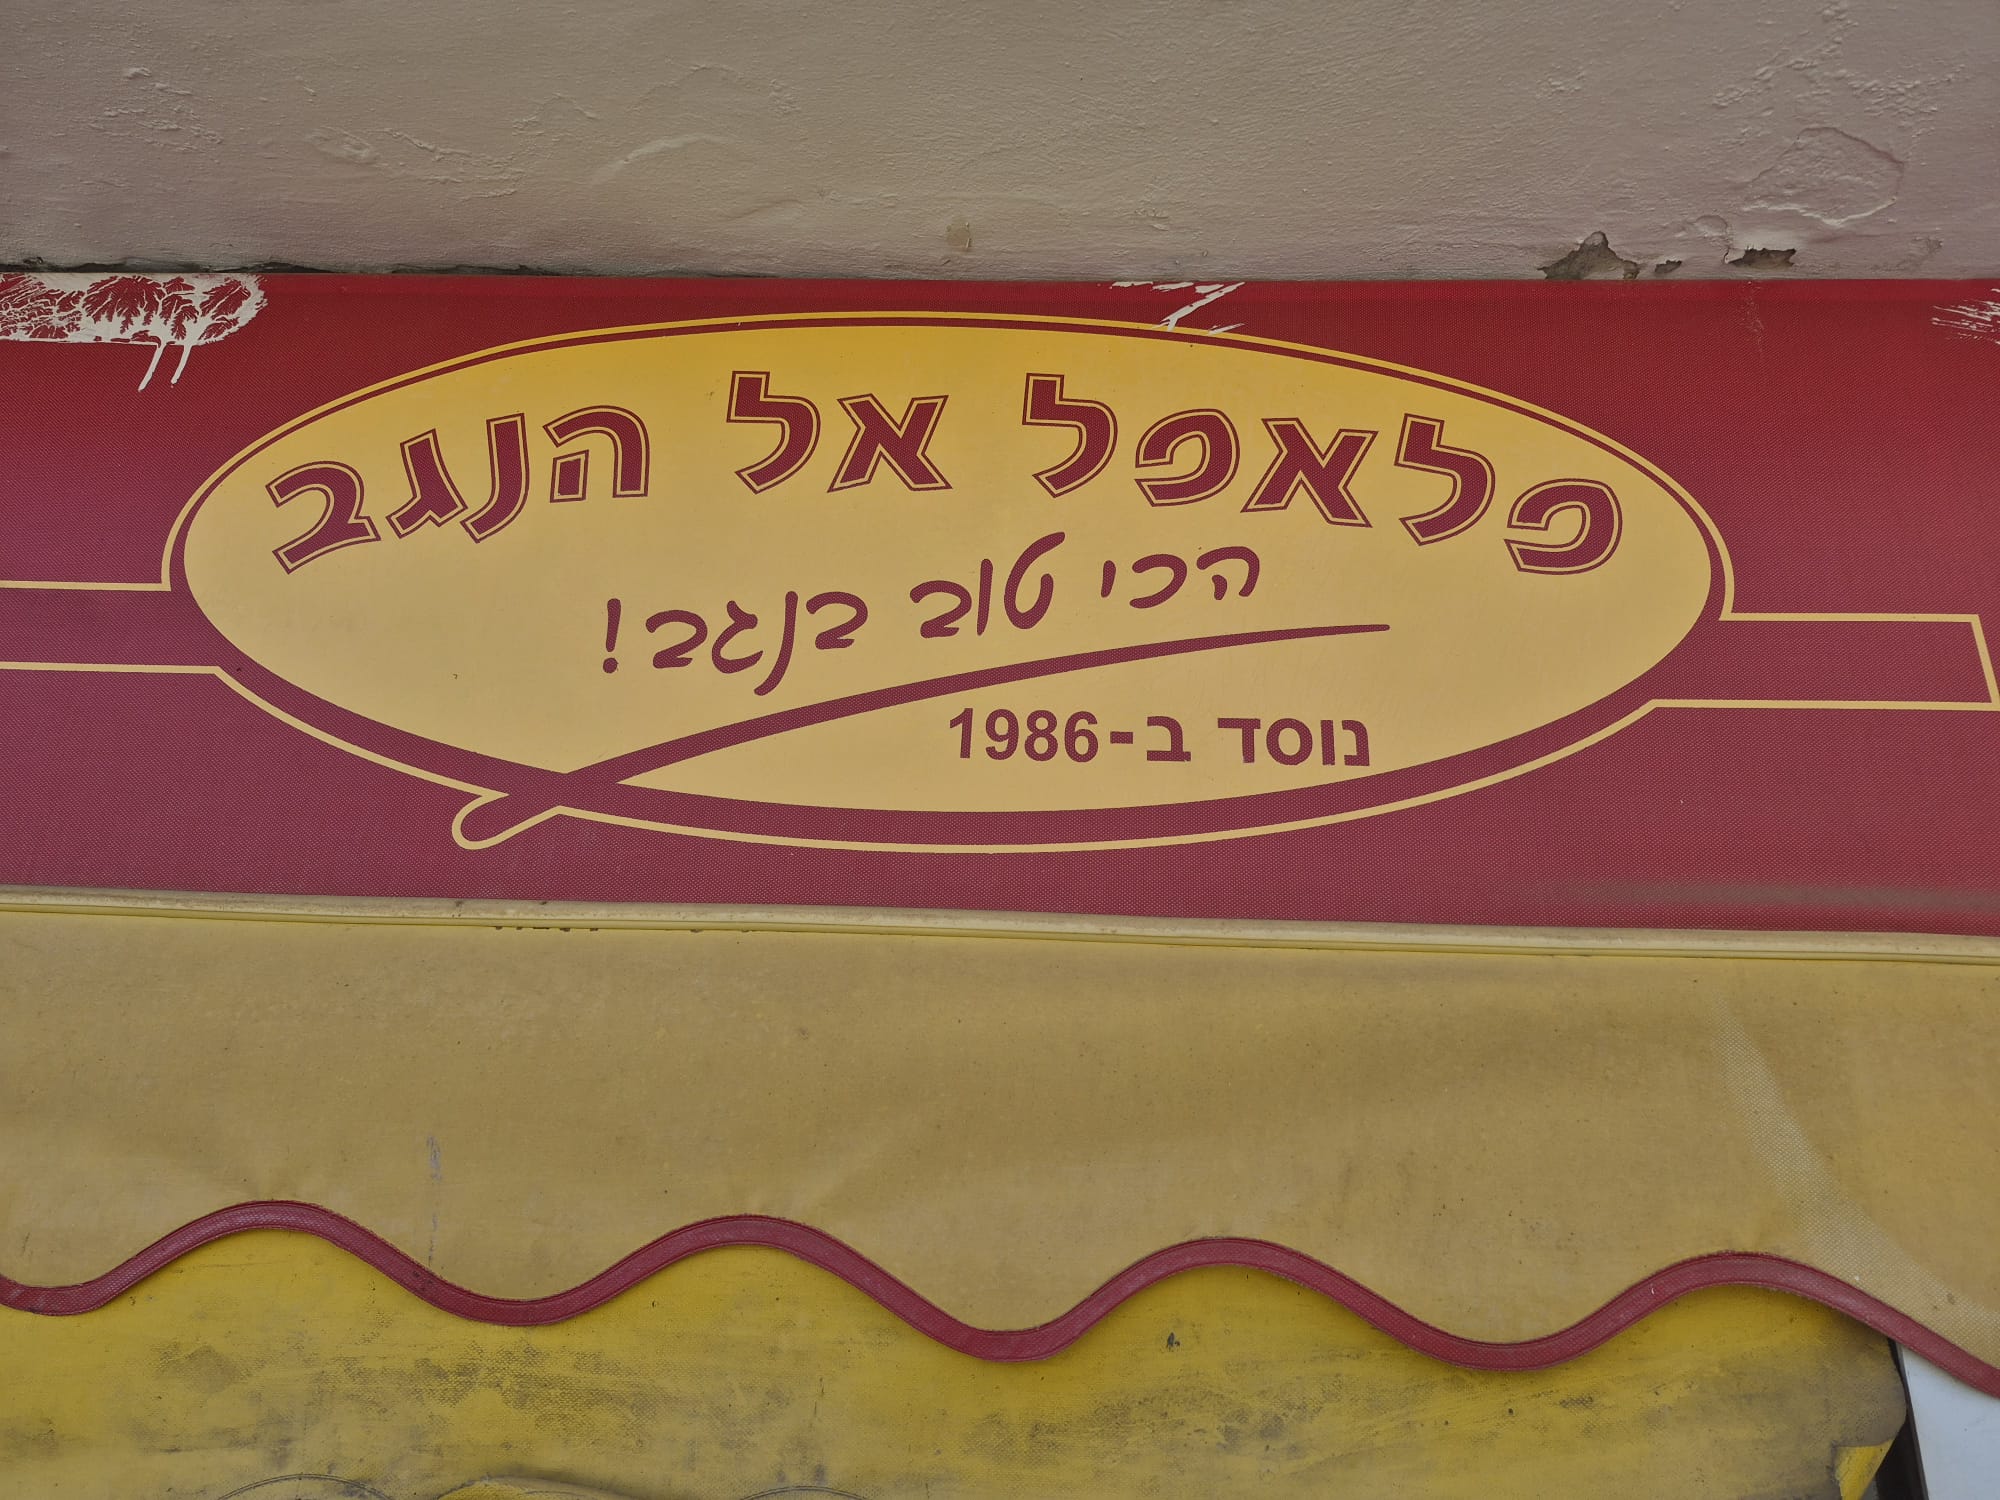 פלאפל אל הנגב
הכי טוב בנגב!
נוסד ב-1986